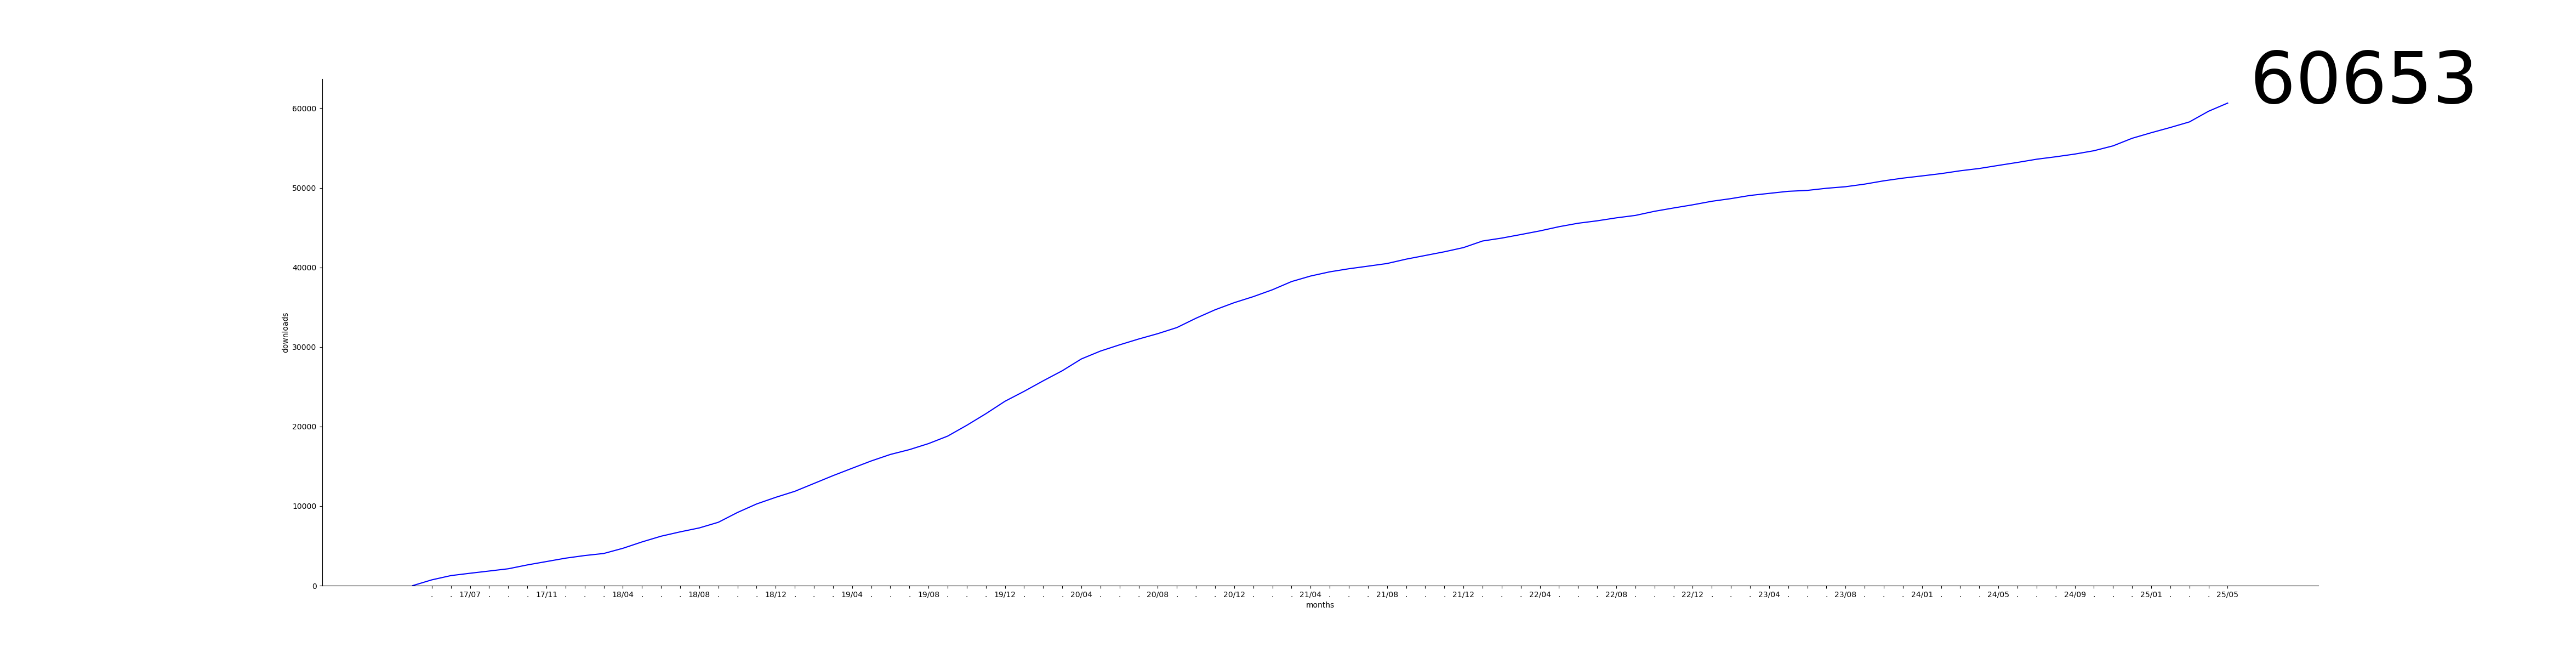 60653
60000
50000
40000
30000
20000
10000
0
downloads
. . 17/07 . . . 17/11 . . . 18/04 . . . 18/08 . . . 18/12 . . . 19/04 . . . 19/08 . . . 19/12 . . . 20/04 . . . 20/08 . . . 20/12 . . . 21/04 . . . 21/08 . . . 21/12 . . . 22/04 . . . 22/08 . . . 22/12 . . . 23/04 . . . 23/08 . . . 24/01 . . . 24/05 . . . 24/09 . . . 25/01 . . . 25/05
months